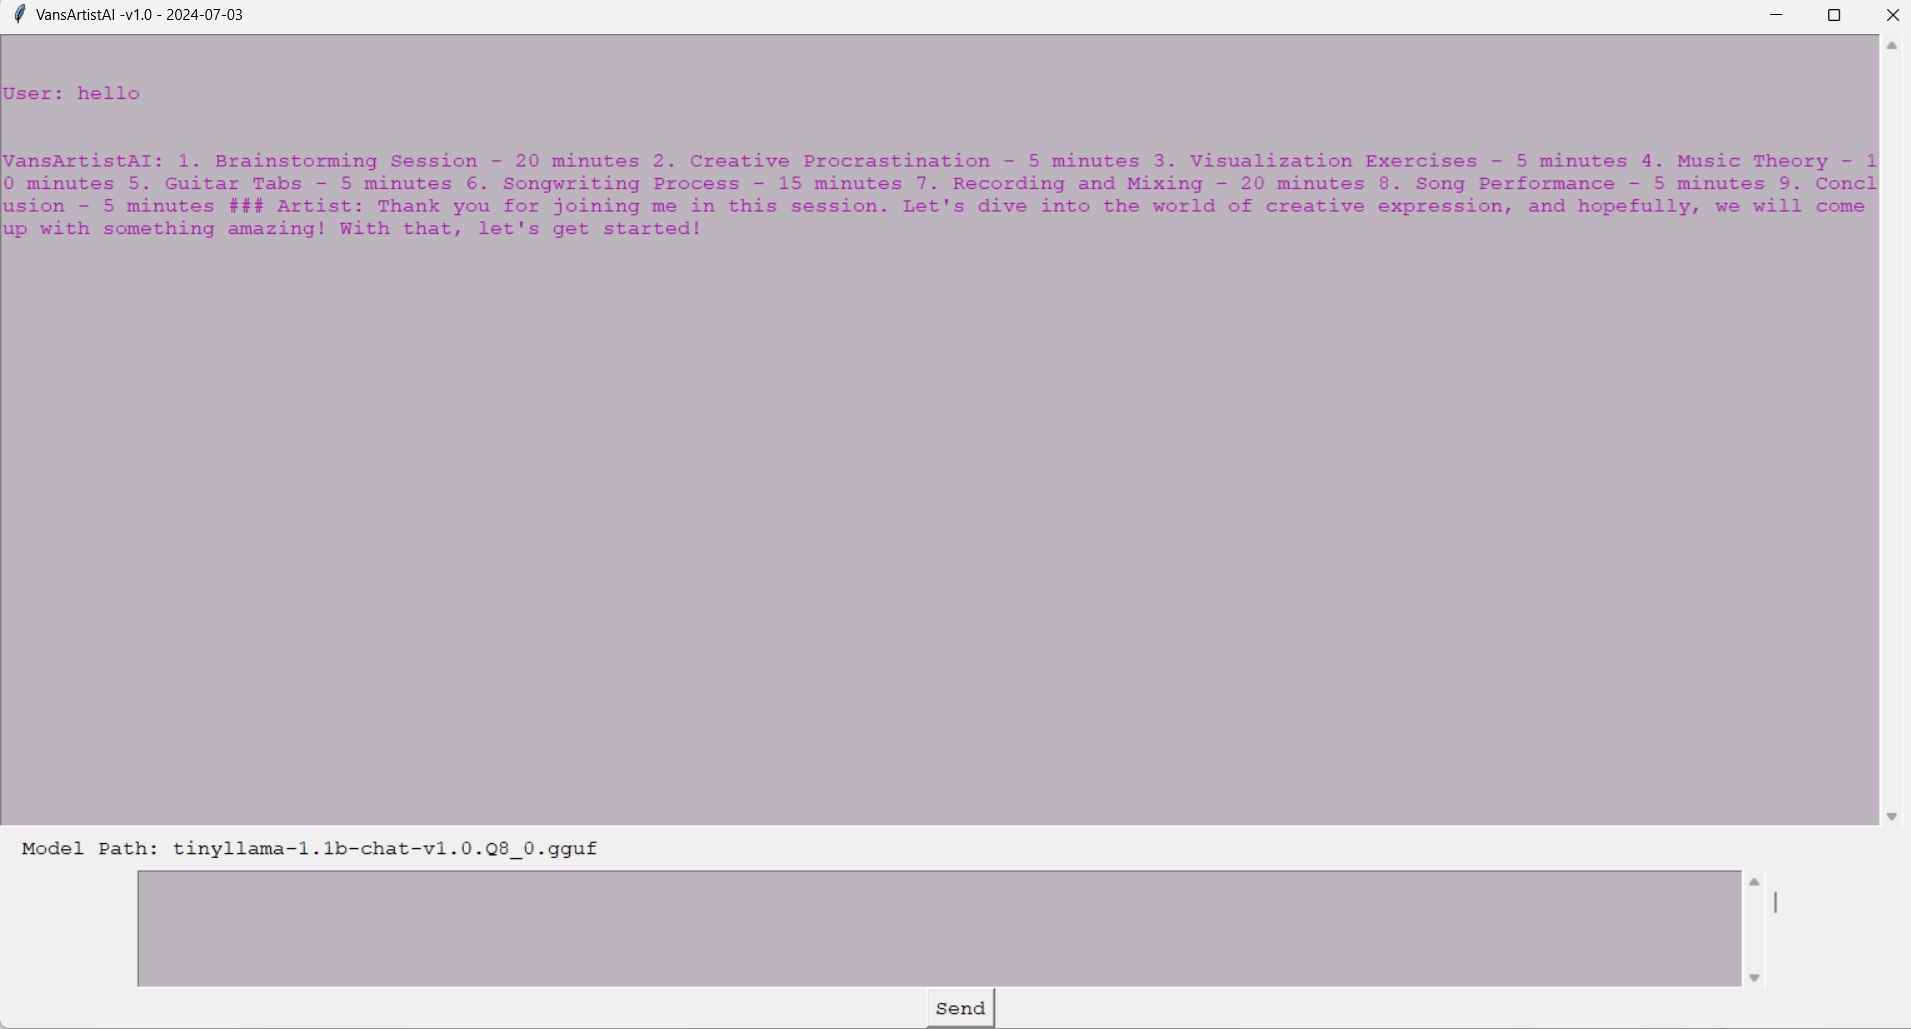 VansArtistAI -v1.0 - 2024-07-03
User: hello
VansArtistAI: 1. Brainstorming Session - 20 minutes 2. Creative Procrastination - 5 minutes 3. Visualization Exercises - 5 minutes 4. Music Theory - 1
0 minutes 5. Guitar Tabs - 5 minutes 6. Songwriting Process - 15 minutes 7. Recording and Mixing - 20 minutes 8. Song Performance - 5 minutes 9. Concl
usion - 5 minutes ### Artist: Thank you for joining me in this session. Let's dive into the world of creative expression, and hopefully, we will come
up with something amazing! With that, let's get started!
Model Path: tinyllama-1.1b-chat-v1.0.Q8_0.gguf
Send